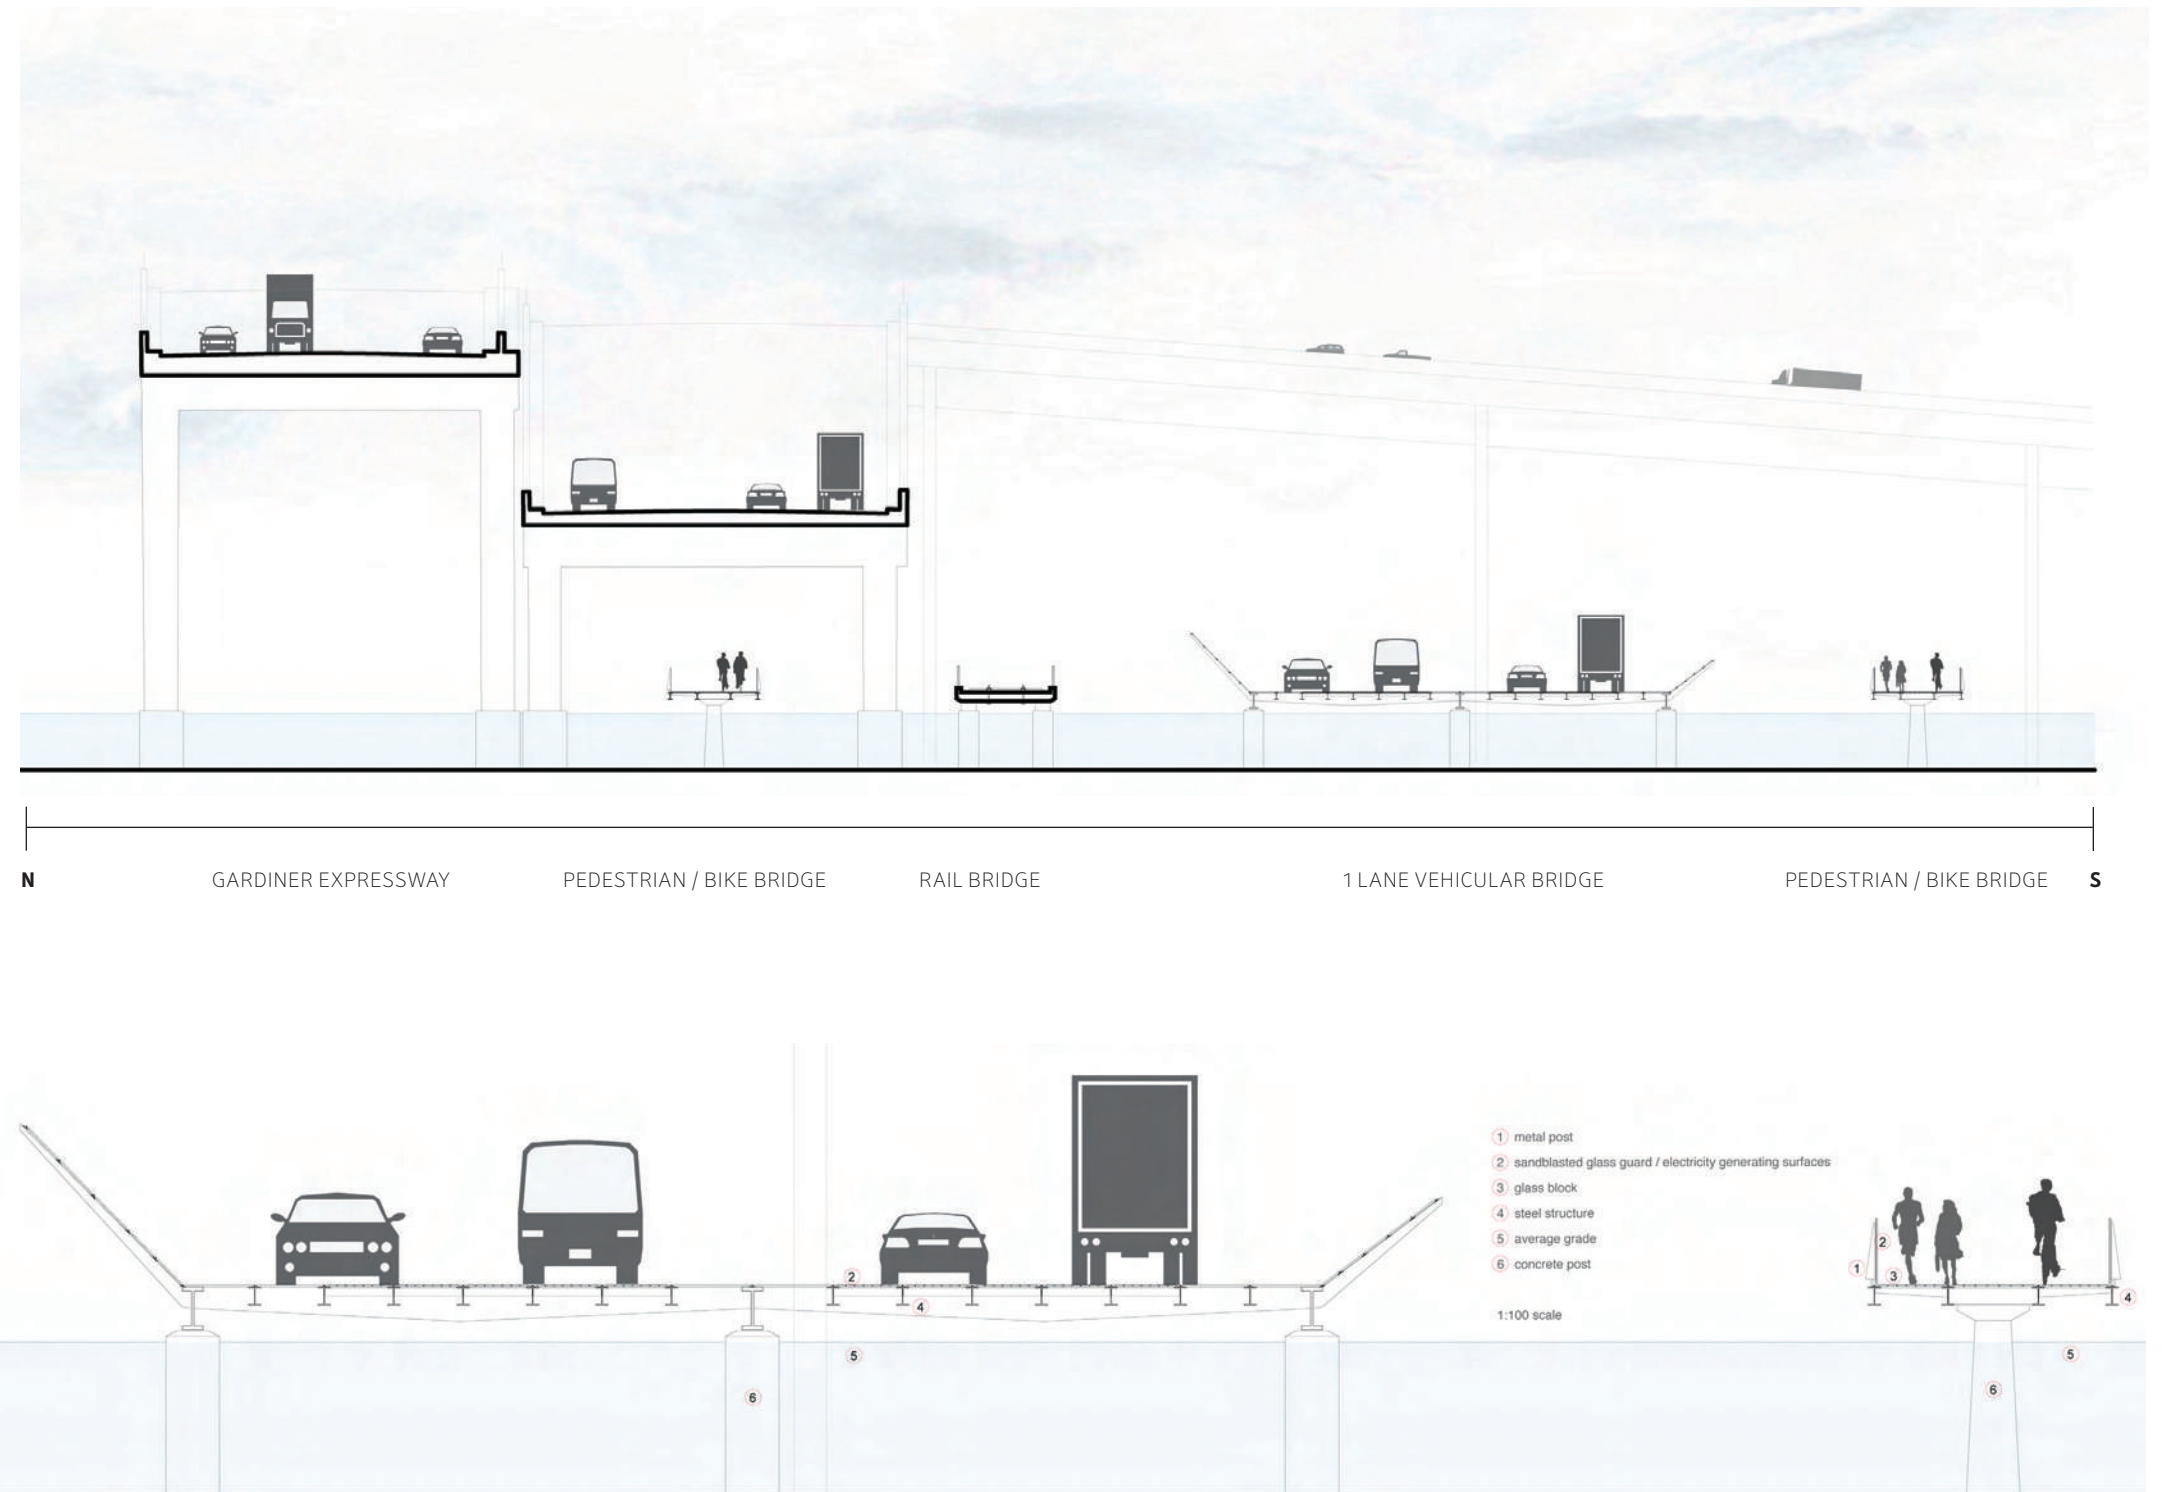 N GARDINER EXPRESSWAY PEDESTRIAN / BIKE BRIDGE RAIL BRIDGE 1 LANE VEHICULAR BRIDGE PEDESTRIAN / BIKE BRIDGE S
1 metal post
2 sandblasted glass guard / electricity generating surfaces
3 glass block
4 steel structure
5 average grade
6 concrete post
1:100 scale
2
4
5
6
1
2
3
4
5
6